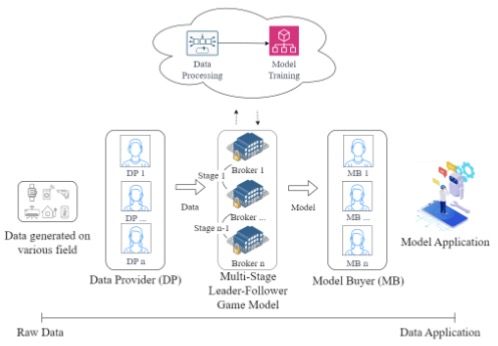 Data
Processing
Model
Training
DP 1
DP ...
DP n
Data
Stage 1
Stage n-1
Broker 1
Broker ...
Broker n
Model
MB 1
MB ...
MB n
Data generated on
various field
Data Provider (DP)
Multi-Stage
Leader-Follower
Game Model
Model Buyer (MB)
Model Application
Raw Data
Data Application